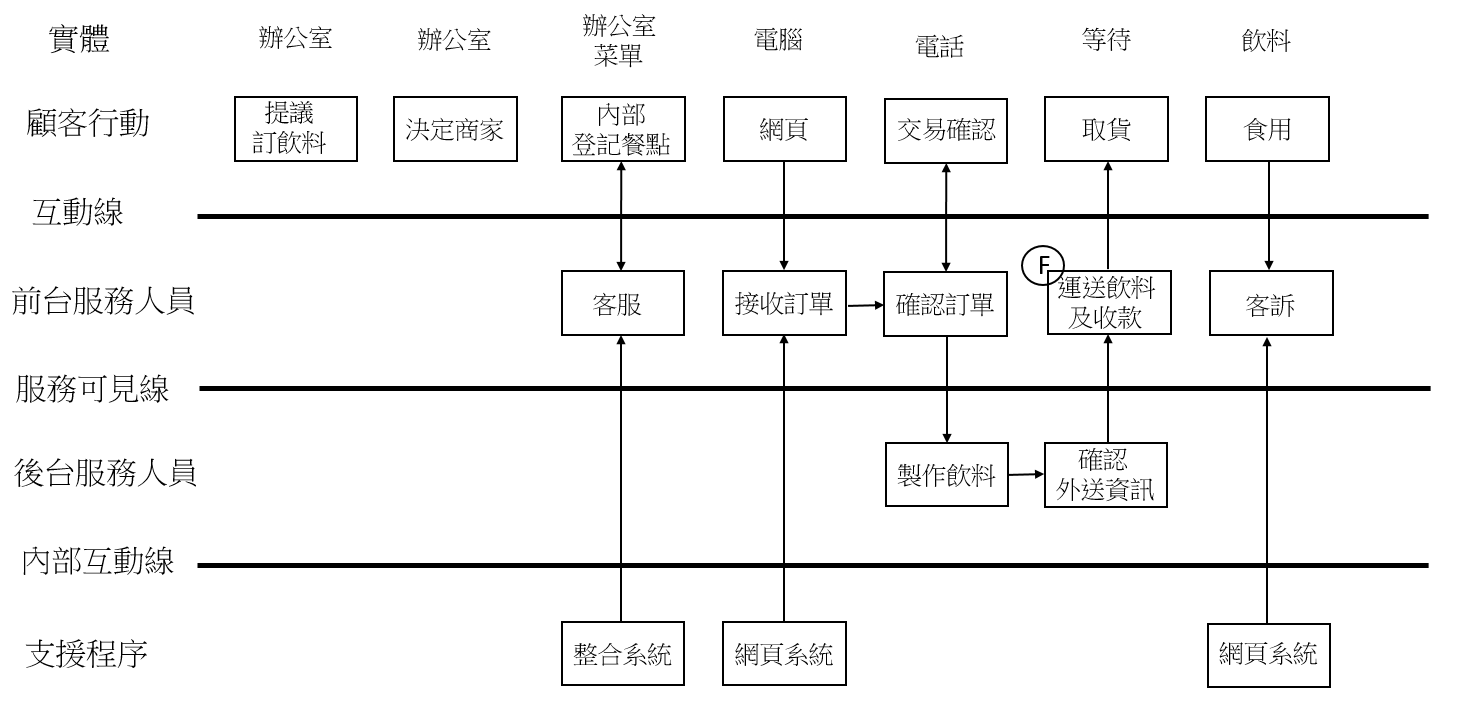 實體
辦公室
辦公室
辦公室
菜單
電腦
電話
等待
飲料
顧客行動
提議
訂飲料
決定商家
內部
登記餐點
網頁
交易確認
取貨
食用
互動線
前台服務人員
客服
接收訂單
確認訂單
F
運送飲料
及收款
客訴
服務可見線
後台服務人員
製作飲料
確認
外送資訊
內部互動線
支援程序
整合系統
網頁系統
網頁系統